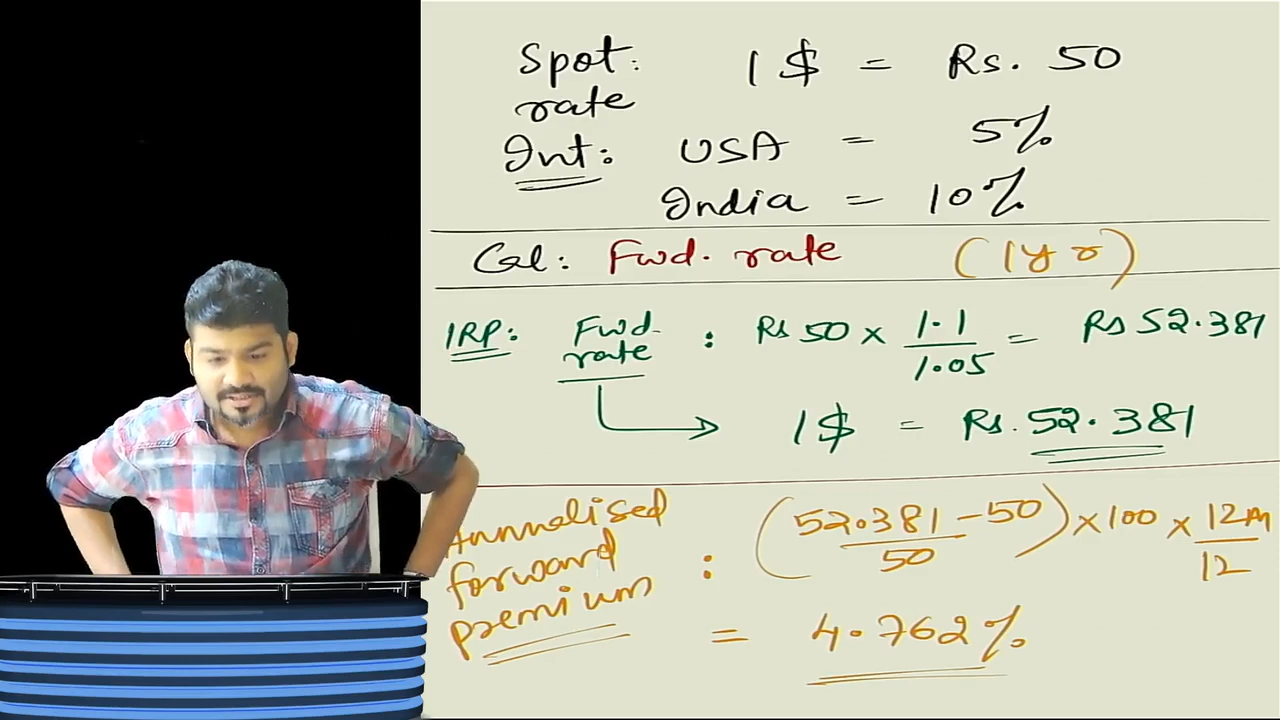 Spot: 1 $ = Rs. 50
rate
Int: USA = 5%
India = 10%
Cal: Fwd. rate (1yr)
IRP: Fwd. rate : Rs 50 × 1.1/1.05 = Rs 52.381
1 $ = Rs. 52.381
Annualised forward premium : (52.381 – 50 / 50) × 100 × 12M/12
= 4.762%